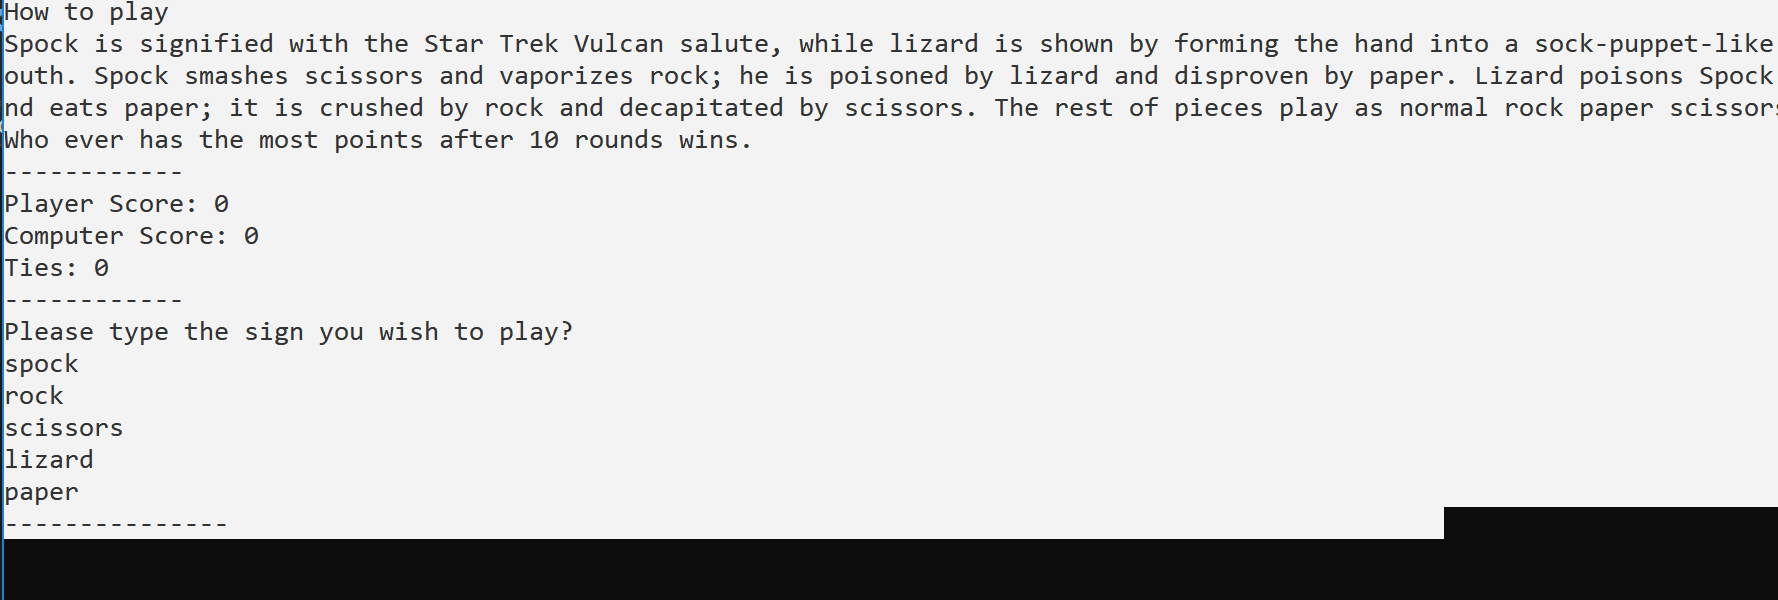 How to play
Spock is signified with the Star Trek Vulcan salute, while lizard is shown by forming the hand into a sock-puppet-like
outh. Spock smashes scissors and vaporizes rock; he is poisoned by lizard and disproven by paper. Lizard poisons Spock
nd eats paper; it is crushed by rock and decapitated by scissors. The rest of pieces play as normal rock paper scissors
Who ever has the most points after 10 rounds wins.
------------
Player Score: 0
Computer Score: 0
Ties: 0
------------
Please type the sign you wish to play?
spock
rock
scissors
lizard
paper
---------------